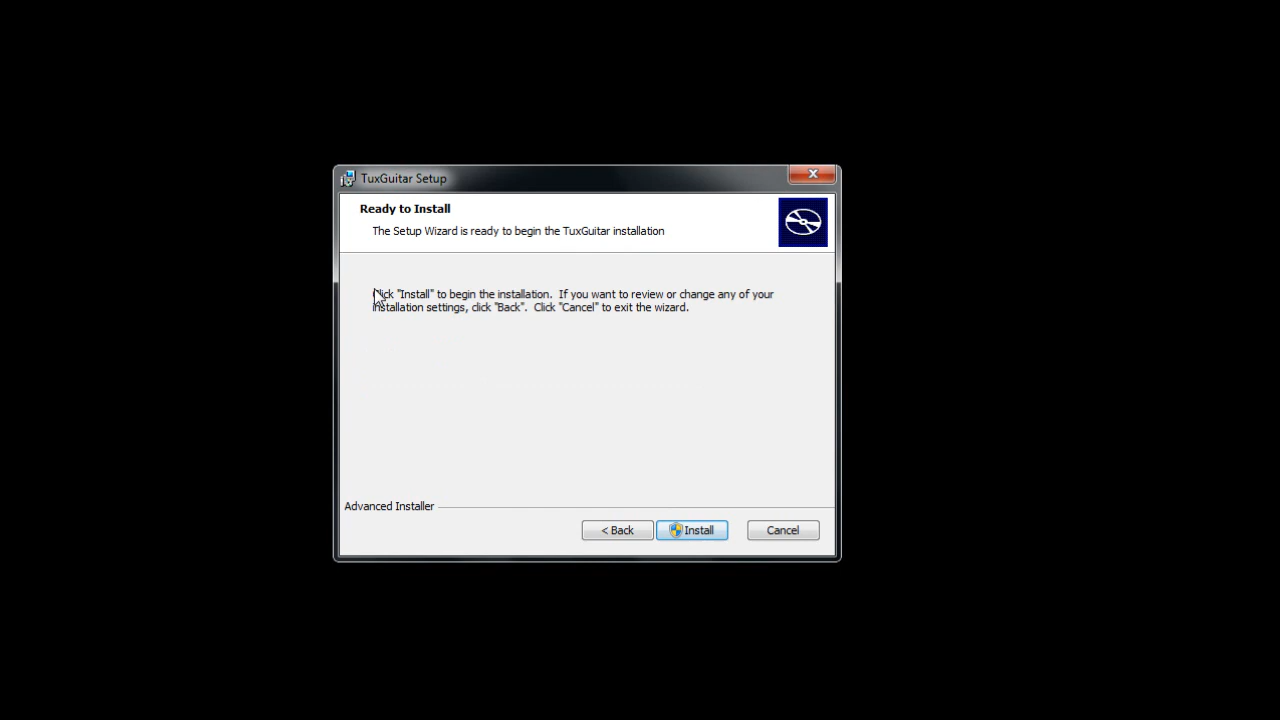 TuxGuitar Setup
Ready to Install
The Setup Wizard is ready to begin the TuxGuitar installation
Click "Install" to begin the installation. If you want to review or change any of your
installation settings, click "Back". Click "Cancel" to exit the wizard.
Advanced Installer
< Back Install Cancel